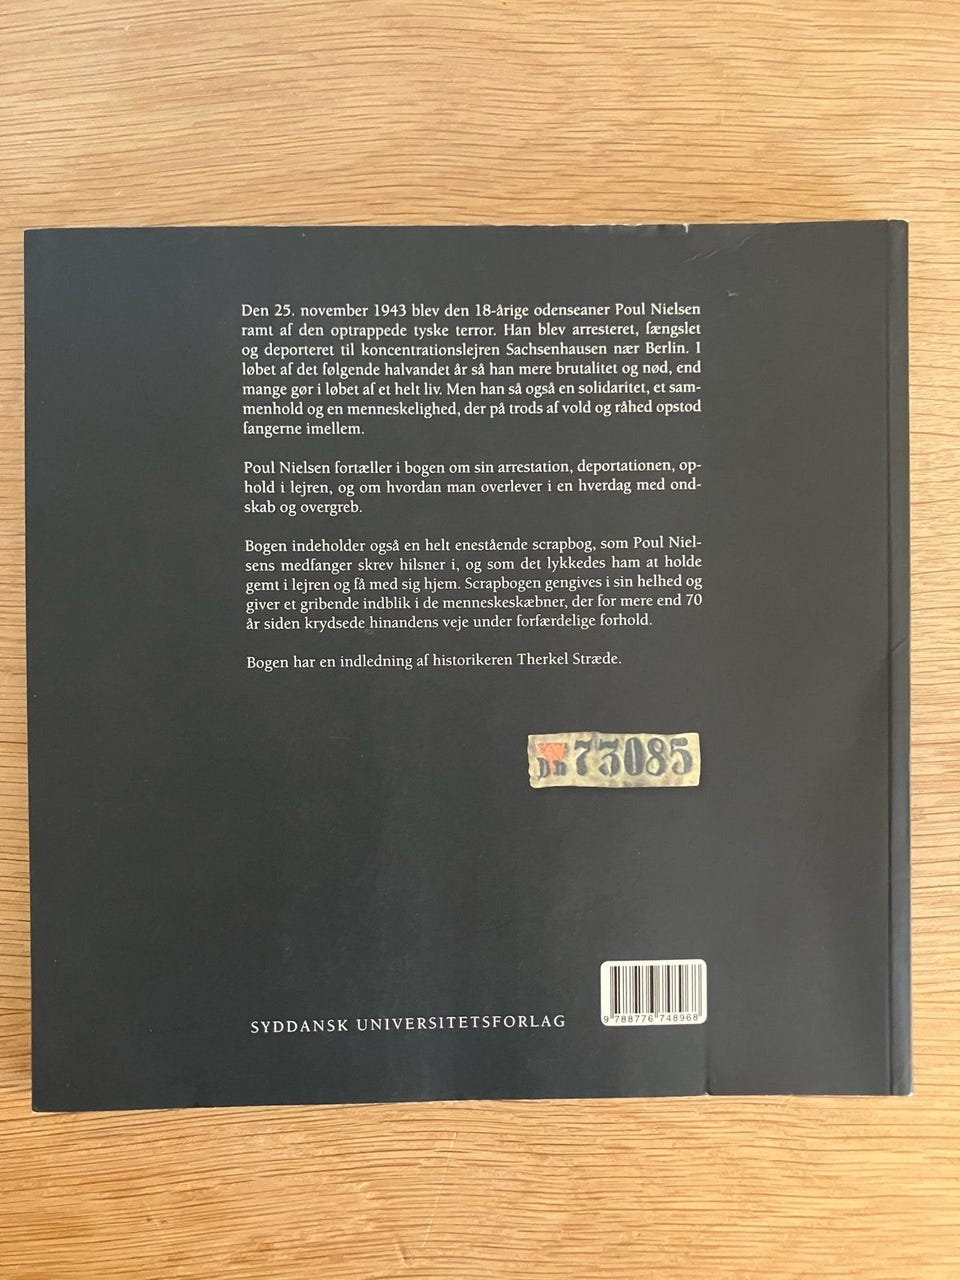 Den 25. november 1943 blev den 18-årige odenseaner Poul Nielsen
ramt af den optrappede tyske terror. Han blev arresteret, fængslet
og deporteret til koncentrationslejren Sachsenhausen nær Berlin. I
løbet af det følgende halvandet år så han mere brutalitet og nød, end
mange gør i løbet af et helt liv. Men han så også en solidaritet, et sam-
menhold og en menneskelighed, der på trods af vold og råhed opstod
fangerne imellem.
Poul Nielsen fortæller i bogen om sin arrestation, deportationen, op-
hold i lejren, og om hvordan man overlever i en hverdag med ond-
skab og overgreb.
Bogen indeholder også en helt enestående scrapbog, som Poul Niel-
sens medfanger skrev hilsner i, og som det lykkedes ham at holde
gemt i lejren og få med sig hjem. Scrapbogen gengives i sin helhed og
giver et gribende indblik i de menneskeskæbner, der for mere end 70
år siden krydsede hinandens veje under forfærdelige forhold.
Bogen har en indledning af historikeren Therkel Stræde.
Dn 73085
9 788776 748968
SYDDANSK UNIVERSITETSFORLAG